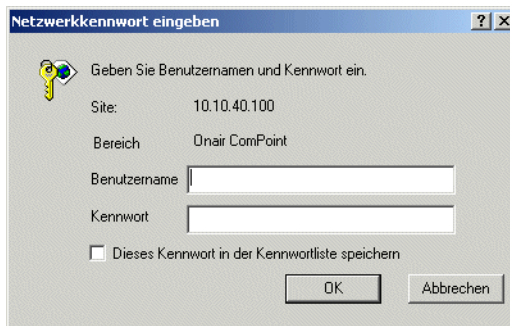 Netzwerkkennwort eingeben
Geben Sie Benutzernamen und Kennwort ein.
Site: 10.10.40.100
Bereich Onair ComPoint
Benutzername
Kennwort
Dieses Kennwort in der Kennwortliste speichern
OK Abbrechen